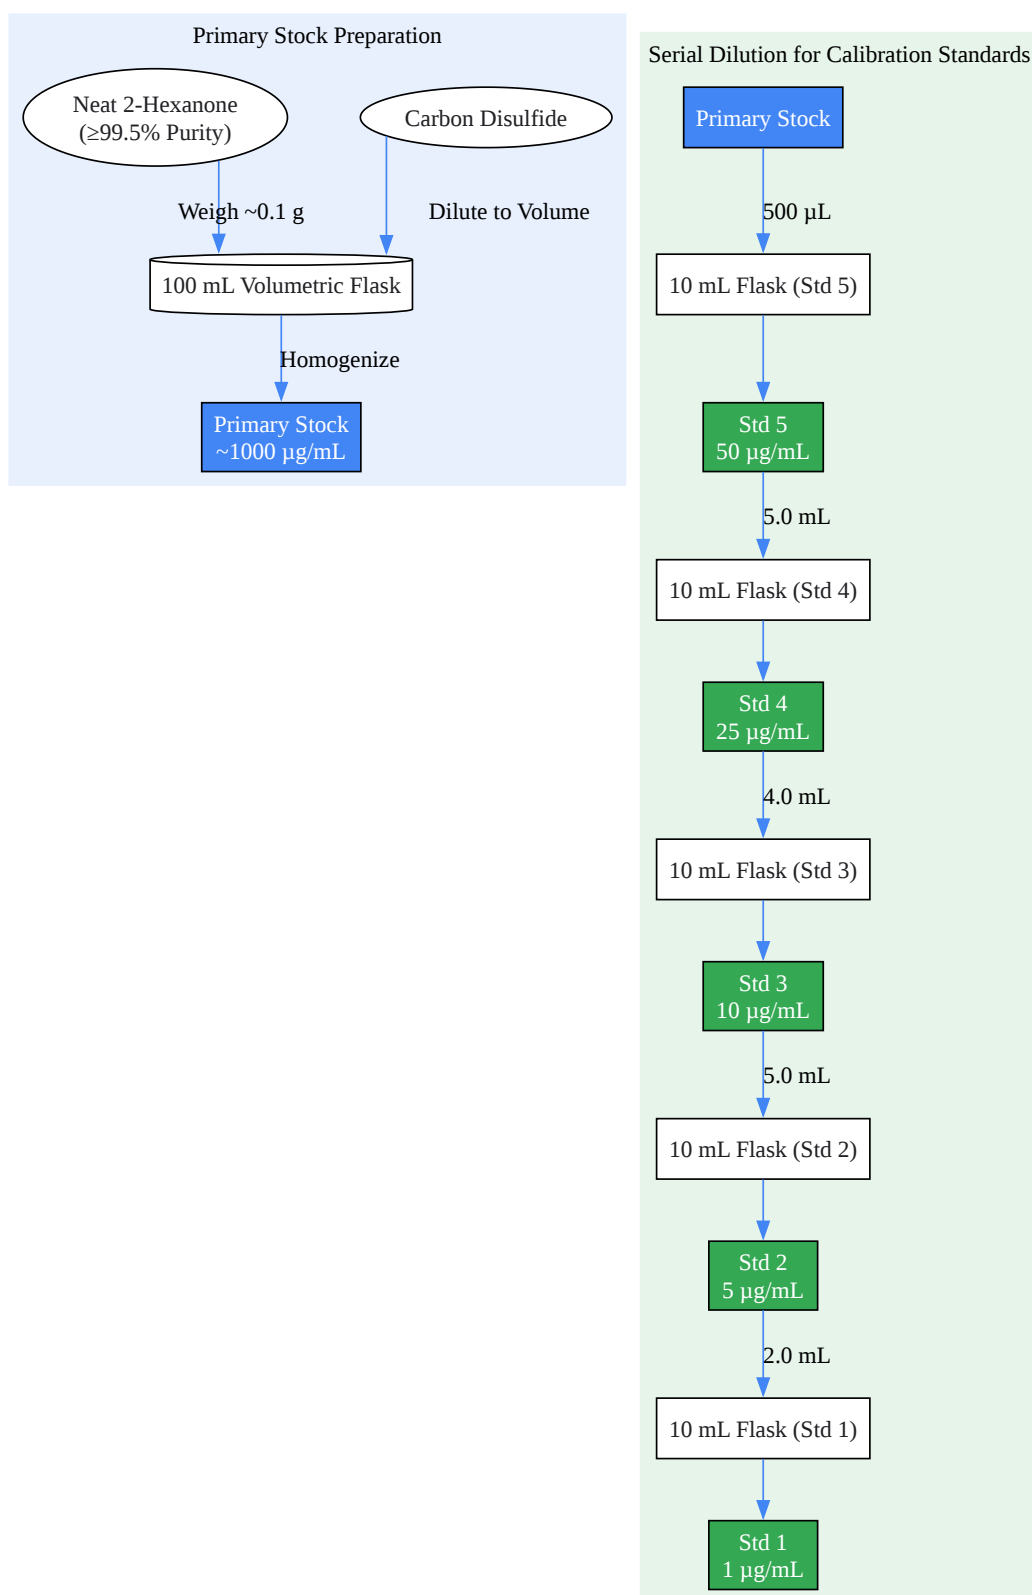 Primary Stock Preparation
Neat 2-Hexanone
(≥99.5% Purity)
Carbon Disulfide
Weigh ~0.1 g
Dilute to Volume
100 mL Volumetric Flask
Homogenize
Primary Stock
~1000 µg/mL
Serial Dilution for Calibration Standards
Primary Stock
500 µL
10 mL Flask (Std 5)
Std 5
50 µg/mL
5.0 mL
10 mL Flask (Std 4)
Std 4
25 µg/mL
4.0 mL
10 mL Flask (Std 3)
Std 3
10 µg/mL
5.0 mL
10 mL Flask (Std 2)
Std 2
5 µg/mL
2.0 mL
10 mL Flask (Std 1)
Std 1
1 µg/mL